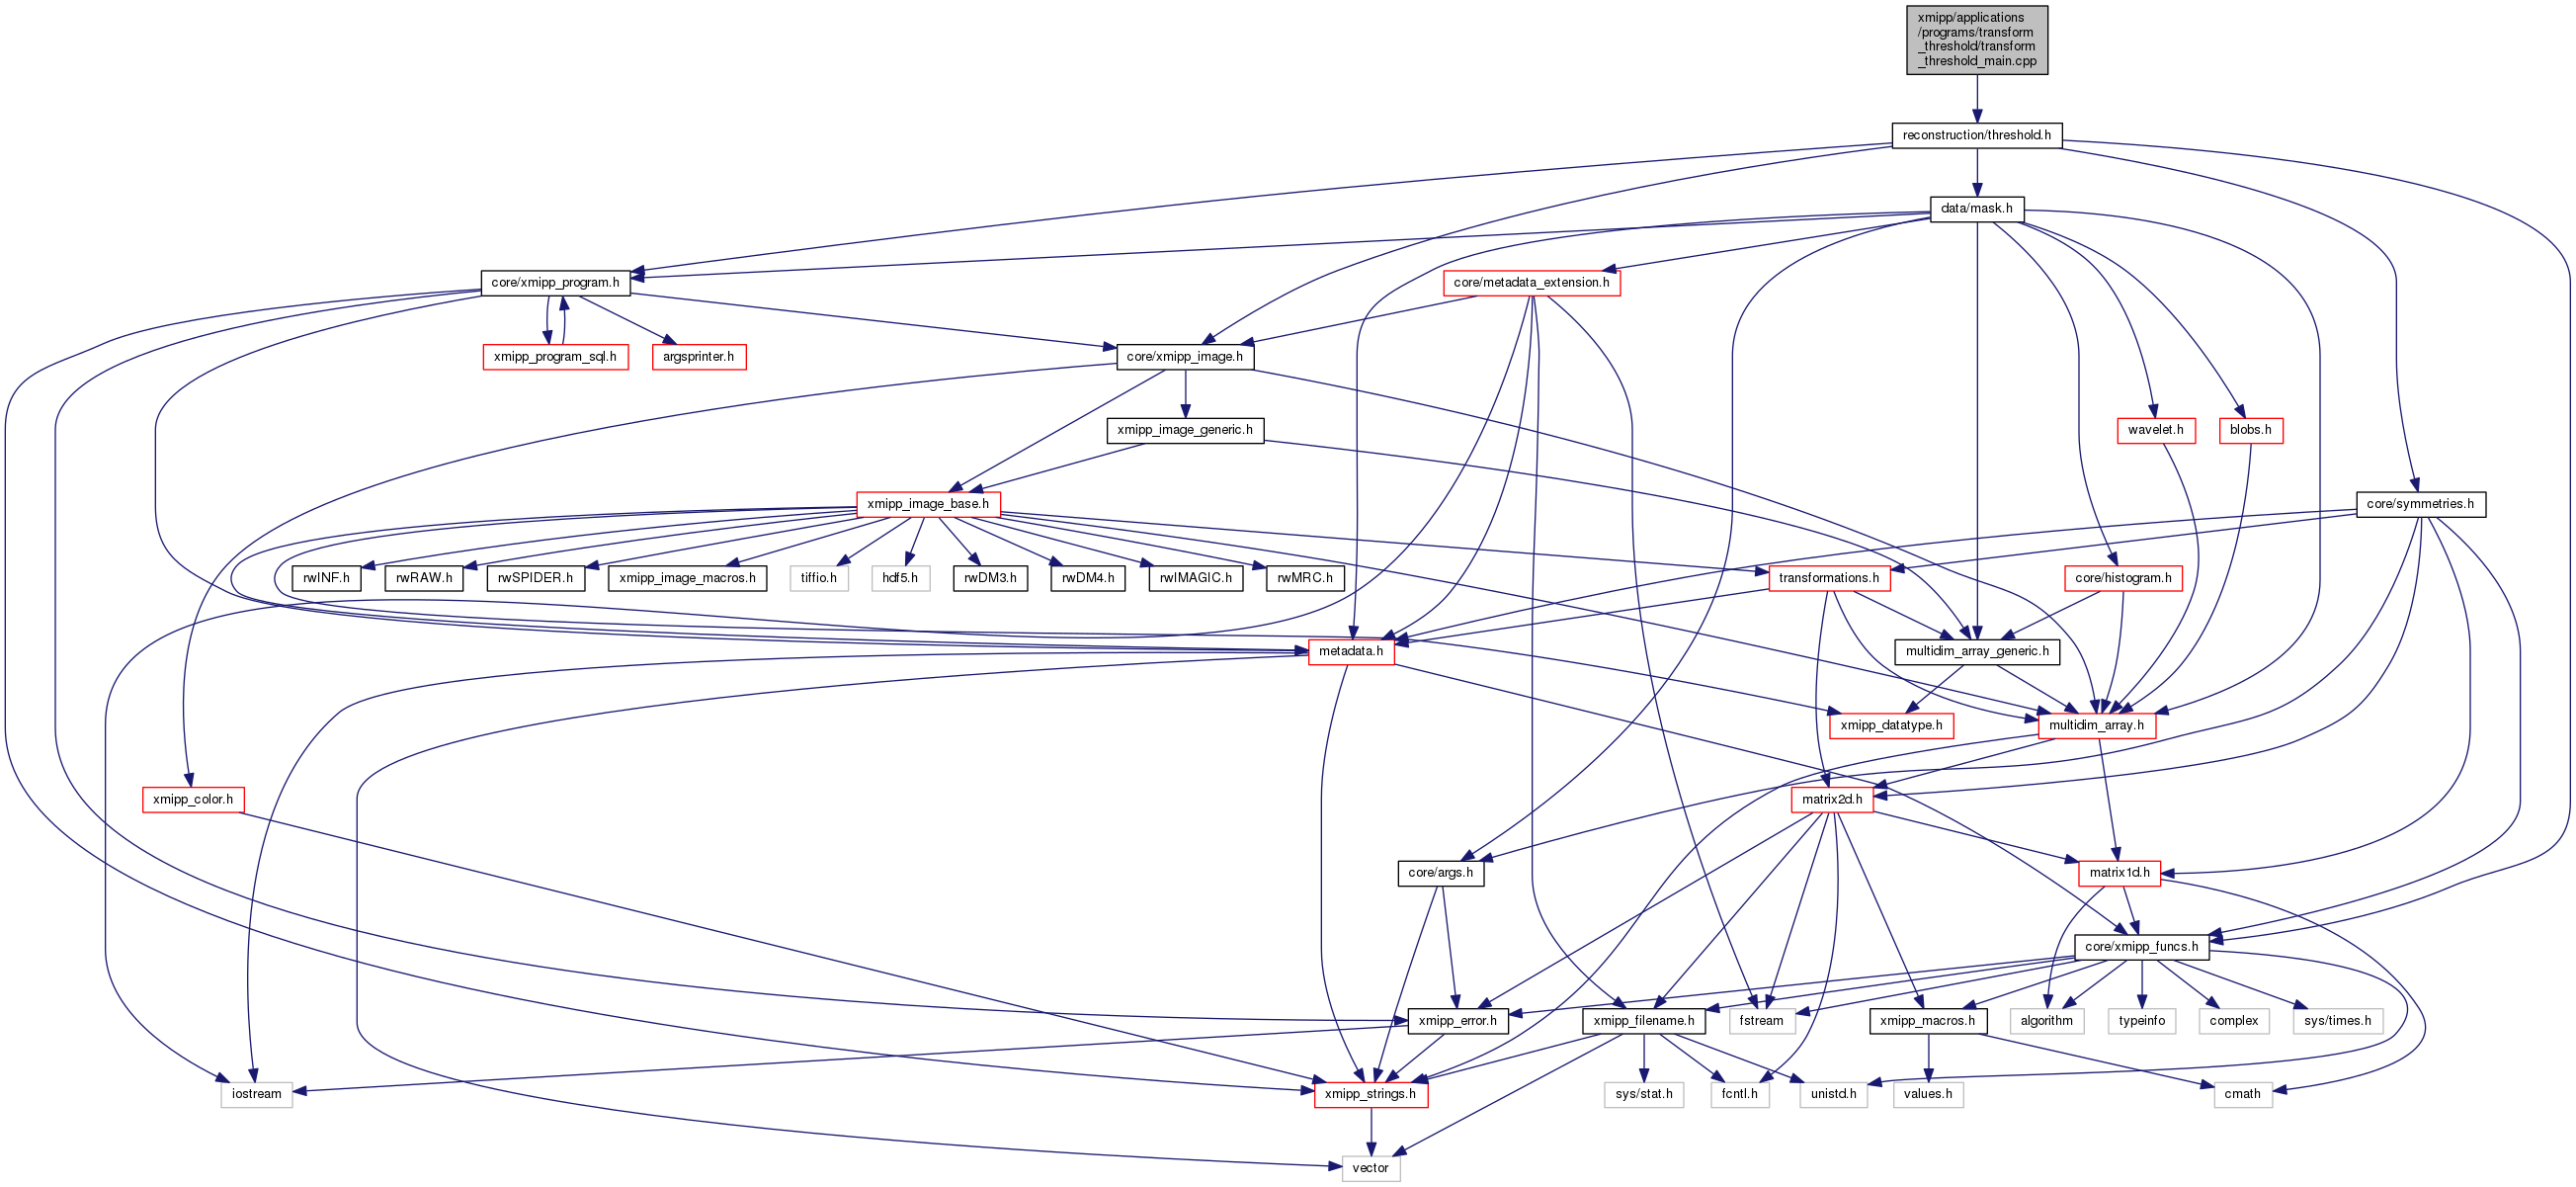 xmipp/applications
/programs/transform
_threshold/transform
_threshold_main.cpp
reconstruction/threshold.h
data/mask.h
core/xmipp_program.h
core/metadata_extension.h
xmipp_program_sql.h
argsprinter.h
core/xmipp_image.h
xmipp_image_generic.h
wavelet.h
blobs.h
xmipp_image_base.h
core/symmetries.h
rwINF.h
rwRAW.h
rwSPIDER.h
xmipp_image_macros.h
tiffio.h
hdf5.h
rwDM3.h
rwDM4.h
rwIMAGIC.h
rwMRC.h
transformations.h
core/histogram.h
metadata.h
multidim_array_generic.h
xmipp_datatype.h
multidim_array.h
xmipp_color.h
matrix2d.h
core/args.h
matrix1d.h
core/xmipp_funcs.h
xmipp_error.h
xmipp_filename.h
fstream
xmipp_macros.h
algorithm
typeinfo
complex
sys/times.h
iostream
xmipp_strings.h
sys/stat.h
fcntl.h
unistd.h
values.h
cmath
vector